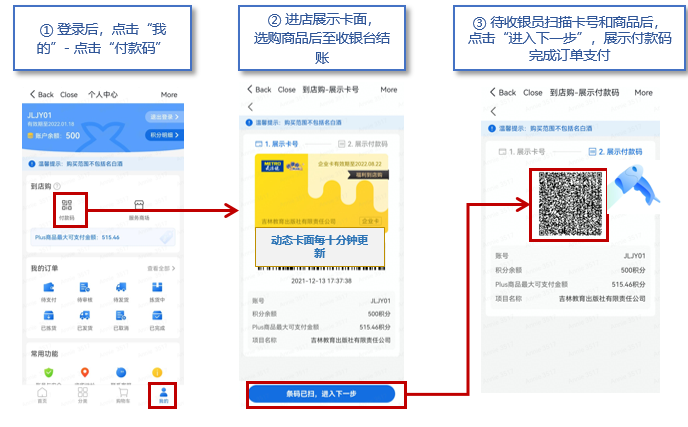 ① 登录后，点击“我
的”- 点击“付款码”
② 进店展示卡面，
选购商品后至收银台结
账
③ 待收银员扫描卡号和商品后，
点击“进入下一步”，展示付款码
完成订单支付
Back Close 个人中心 More
JLJY01
有效期至2022.01.18
退出登录
账户余额: 500
积分明细
温馨提示: 购买范围不包括名白酒
到店购
付款码
服务商场
Plus商品最大可支付金额: 515.46
我的订单 查看全部
待支付 待审核 待发货 拣货中
已拣货 已发货 已取消 已完成
常用功能
首页 分类 购物车 我的
Back Close 到店购-展示卡号 More
温馨提示: 购买范围不包括名白酒
1. 展示卡号 2. 展示付款码
METRO
麦德龙
企业卡有效期至2022.08.22
福利到店购
吉林教育出版社有限责任公司
企业卡
动态卡面每十分钟更
新
2021-12-13 17:37:38
账号 JLJY01
积分余额 500积分
Plus商品最大可支付金额 515.46积分
项目名称 吉林教育出版社有限责任公司
条码已扫，进入下一步
Back Close 到店购-展示付款码 More
温馨提示: 购买范围不包括名白酒
1. 展示卡号 2. 展示付款码
账号 JLJY01
积分余额 500积分
Plus商品最大可支付金额 515.46积分
项目名称 吉林教育出版社有限责任公司